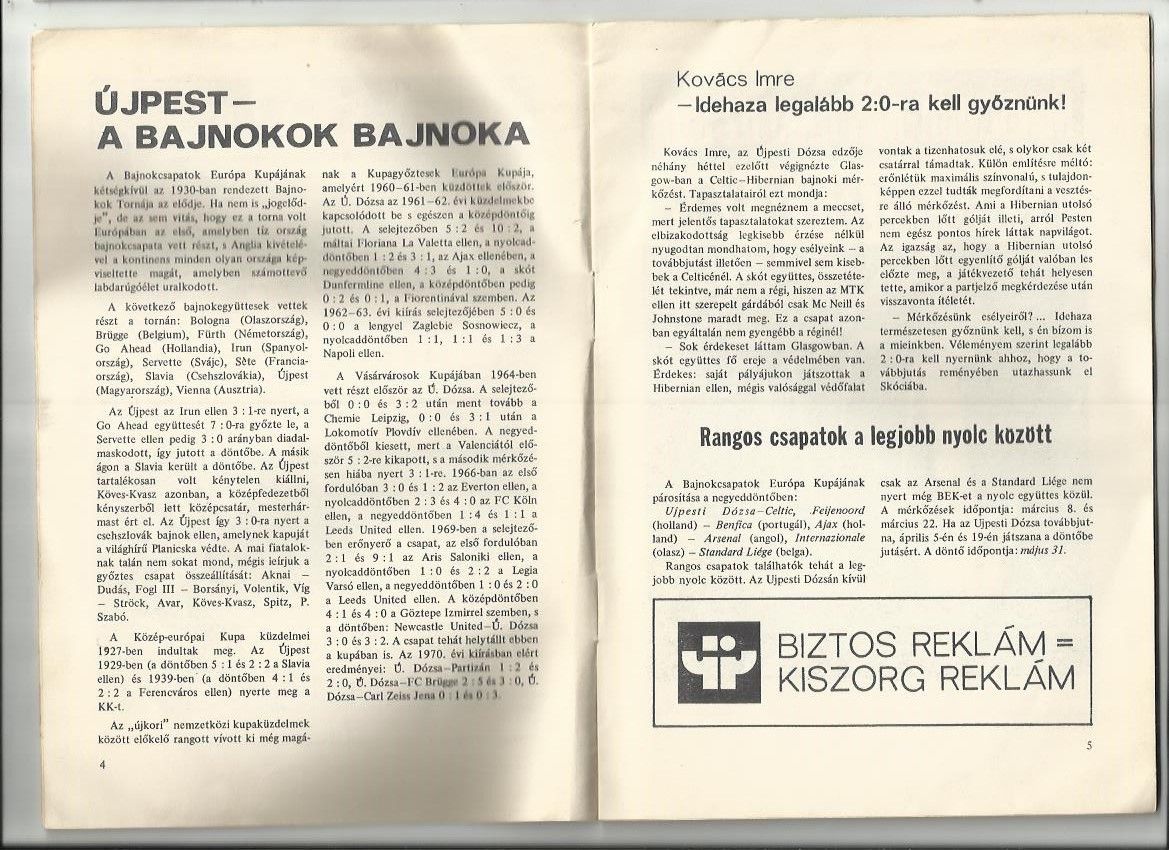 ÚJPEST—
A BAJNOKOK BAJNOKA
A Bajnokcsapatok Európa Kupájának
kétségkívül az 1930-ban rendezett Bajno-
kok Tornája az elődje. Ha nem is „jogelőd-
je”, de az sem vitás, hogy ez a torna volt
Európában az első, amelyben tíz ország
bajnokcsapata vett részt, s Anglia kivételé-
vel a kontinens minden olyan országa kép-
viseltette magát, amelyben számottevő
labdarúgóélet uralkodott.
A következő bajnokegyüttesek vettek
részt a tornán: Bologna (Olaszország),
Brügge (Belgium), Fürth (Németország),
Go Ahead (Hollandia), Irun (Spanyol-
ország), Servette (Svájc), Sète (Francia-
ország), Slavia (Csehszlovákia), Újpest
(Magyarország), Vienna (Ausztria).
Az Újpest az Irun ellen 3 : 1-re nyert, a
Go Ahead együttesét 7 : 0-ra győzte le, a
Servette ellen pedig 3 : 0 arányban diadal-
maskodott, így jutott a döntőbe. A másik
ágon a Slavia került a döntőbe. Az Újpest
tartalékosan volt kénytelen kiállni,
Köves-Kvasz azonban, a középfedezetből
kényszerből lett középcsatár, mesterhár-
mast ért el. Az Újpest így 3 : 0-ra nyert a
csehszlovák bajnok ellen, amelynek kapuját
a világhírű Planicska védte. A mai fiatalok-
nak talán nem sokat mond, mégis leírjuk a
győztes csapat összeállítását: Aknai —
Dudás, Fogl III — Borsányi, Volentik, Víg
— Ströck, Avar, Köves-Kvasz, Spitz, P.
Szabó.
A Közép-európai Kupa küzdelmei
1927-ben indultak meg. Az Újpest
1929-ben (a döntőben 5 : 1 és 2 : 2 a Slavia
ellen) és 1939-ben (a döntőben 4 : 1 és
2 : 2 a Ferencváros ellen) nyerte meg a
KK-t.
Az „újkori” nemzetközi kupaküzdelmek
között előkelő rangott vívott ki még magá-
nak a Kupagyőztesek Európa Kupája,
amelyért 1960—61-ben küzdöttek először.
Az Ú. Dózsa az 1961—62. évi küzdelmekbe
kapcsolódott be s egészen a középdöntőig
jutott. A selejtezőben 5 : 2 és 10 : 2, a
máltai Floriana La Valetta ellen, a nyolcad-
döntőben 1 : 2 és 3 : 1, az Ajax ellenében, a
negyeddöntőben 4 : 3 és 1 : 0, a skót
Dunfermline ellen, a középdöntőben pedig
0 : 2 és 0 : 1, a Fiorentinával szemben. Az
1962—63. évi kiírás selejtezőjében 5 : 0 és
0 : 0 a lengyel Zaglebie Sosnowiecz, a
nyolcaddöntőben 1 : 1, 1 : 1 és 1 : 3 a
Napoli ellen.
A Vásárvárosok Kupájában 1964-ben
vett részt először az Ú. Dózsa. A selejtező-
ből 0 : 0 és 3 : 2 után ment tovább a
Chemie Leipzig, 0 : 0 és 3 : 1 után a
Lokomotív Plovdív ellenében. A negyed-
döntőből kiesett, mert a Valenciától elő-
ször 5 : 2-re kikapott, s a második mérkőzé-
sen hiába nyert 3 : 1-re. 1966-ban az első
fordulóban 3 : 0 és 1 : 2 az Everton ellen, a
nyolcaddöntőben 2 : 3 és 4 : 0 az FC Köln
ellen, a negyeddöntőben 1 : 4 és 1 : 1 a
Leeds United ellen. 1969-ben a selejtező-
ben erőnyerő a csapat, az első fordulóban
2 : 1 és 9 : 1 az Aris Saloniki ellen, a
nyolcaddöntőben 1 : 0 és 2 : 2 a Legia
Varsó ellen, a negyeddöntőben 1 : 0 és 2 : 0
a Leeds United ellen. A középdöntőben
4 : 1 és 4 : 0 a Göztepe Izmirrel szemben, s
a döntőben: Newcastle United—Ú. Dózsa
3 : 0 és 3 : 2. A csapat tehát helytállt ebben
a kupában is. Az 1970. évi kiírásban elért
eredményei: Ú. Dózsa—Partizán 1 : 2 és
2 : 0, Ú. Dózsa—FC Brügge 2 : 5 és 3 : 0, Ú.
Dózsa—Carl Zeiss Jena 0 : 1 és 0 : 3.
4
Kovács Imre
—Idehaza legalább 2:0-ra kell győznünk!
Kovács Imre, az Újpesti Dózsa edzője
néhány héttel ezelőtt végignézte Glas-
gow-ban a Celtic—Hibernian bajnoki mér-
kőzést. Tapasztalatairól ezt mondja:
— Érdemes volt megnéznem a meccset,
mert jelentős tapasztalatokat szereztem. Az
elbizakodottság legkisebb érzése nélkül
nyugodtan mondhatom, hogy esélyeink — a
továbbjutást illetően — semmivel sem kiseb-
bek a Celticénél. A skót együttes, összetéte-
lét tekintve, már nem a régi, hiszen az MTK
ellen itt szerepelt gárdából csak Mc Neill és
Johnstone maradt meg. Ez a csapat azon-
ban egyáltalán nem gyengébb a réginél!
— Sok érdekeset láttam Glasgowban. A
skót együttes fő ereje a védelmében van.
Érdekes: saját pályájukon játszottak a
Hibernian ellen, mégis valósággal védőfalat
vontak a tizenhatosuk elé, s olykor csak két
csatárral támadtak. Külön említésre méltó:
erőnlétük maximális színvonalú, s tulajdon-
képpen ezzel tudták megfordítani a vesztés-
re álló mérkőzést. Ami a Hibernian utolsó
percekben lőtt gólját illeti, arról Pesten
nem egész pontos hírek láttak napvilágot.
Az igazság az, hogy a Hibernian utolsó
percekben lőtt egyenlítő gólját valóban les
előzte meg, a játékvezető tehát helyesen
tette, amikor a partjelző megkérdezése után
visszavonta ítéletét.
— Mérkőzésünk esélyeiről?... Idehaza
természetesen győznünk kell, s én bízom is
a mieinkben. Véleményem szerint legalább
2 : 0-ra kell nyernünk ahhoz, hogy a to-
vábbjutás reményében utazhassunk el
Skóciába.
Rangos csapatok a legjobb nyolc között
A Bajnokcsapatok Európa Kupájának
párosítása a negyeddöntőben:
Ujpesti Dózsa—Celtic, Feijenoord
(holland) — Benfica (portugál), Ajax (hol-
land) — Arsenal (angol), Internazionale
(olasz) — Standard Liége (belga).
Rangos csapatok találhatók tehát a leg-
jobb nyolc között. Az Ujpesti Dózsán kívül
csak az Arsenal és a Standard Liége nem
nyert még BEK-et a nyolc együttes közül.
A mérkőzések időpontja: március 8. és
március 22. Ha az Ujpesti Dózsa továbbjut-
na, április 5-én és 19-én játszana a döntőbe
jutásért. A döntő időpontja: május 31.
BIZTOS REKLÁM =
KISZORG REKLÁM
5